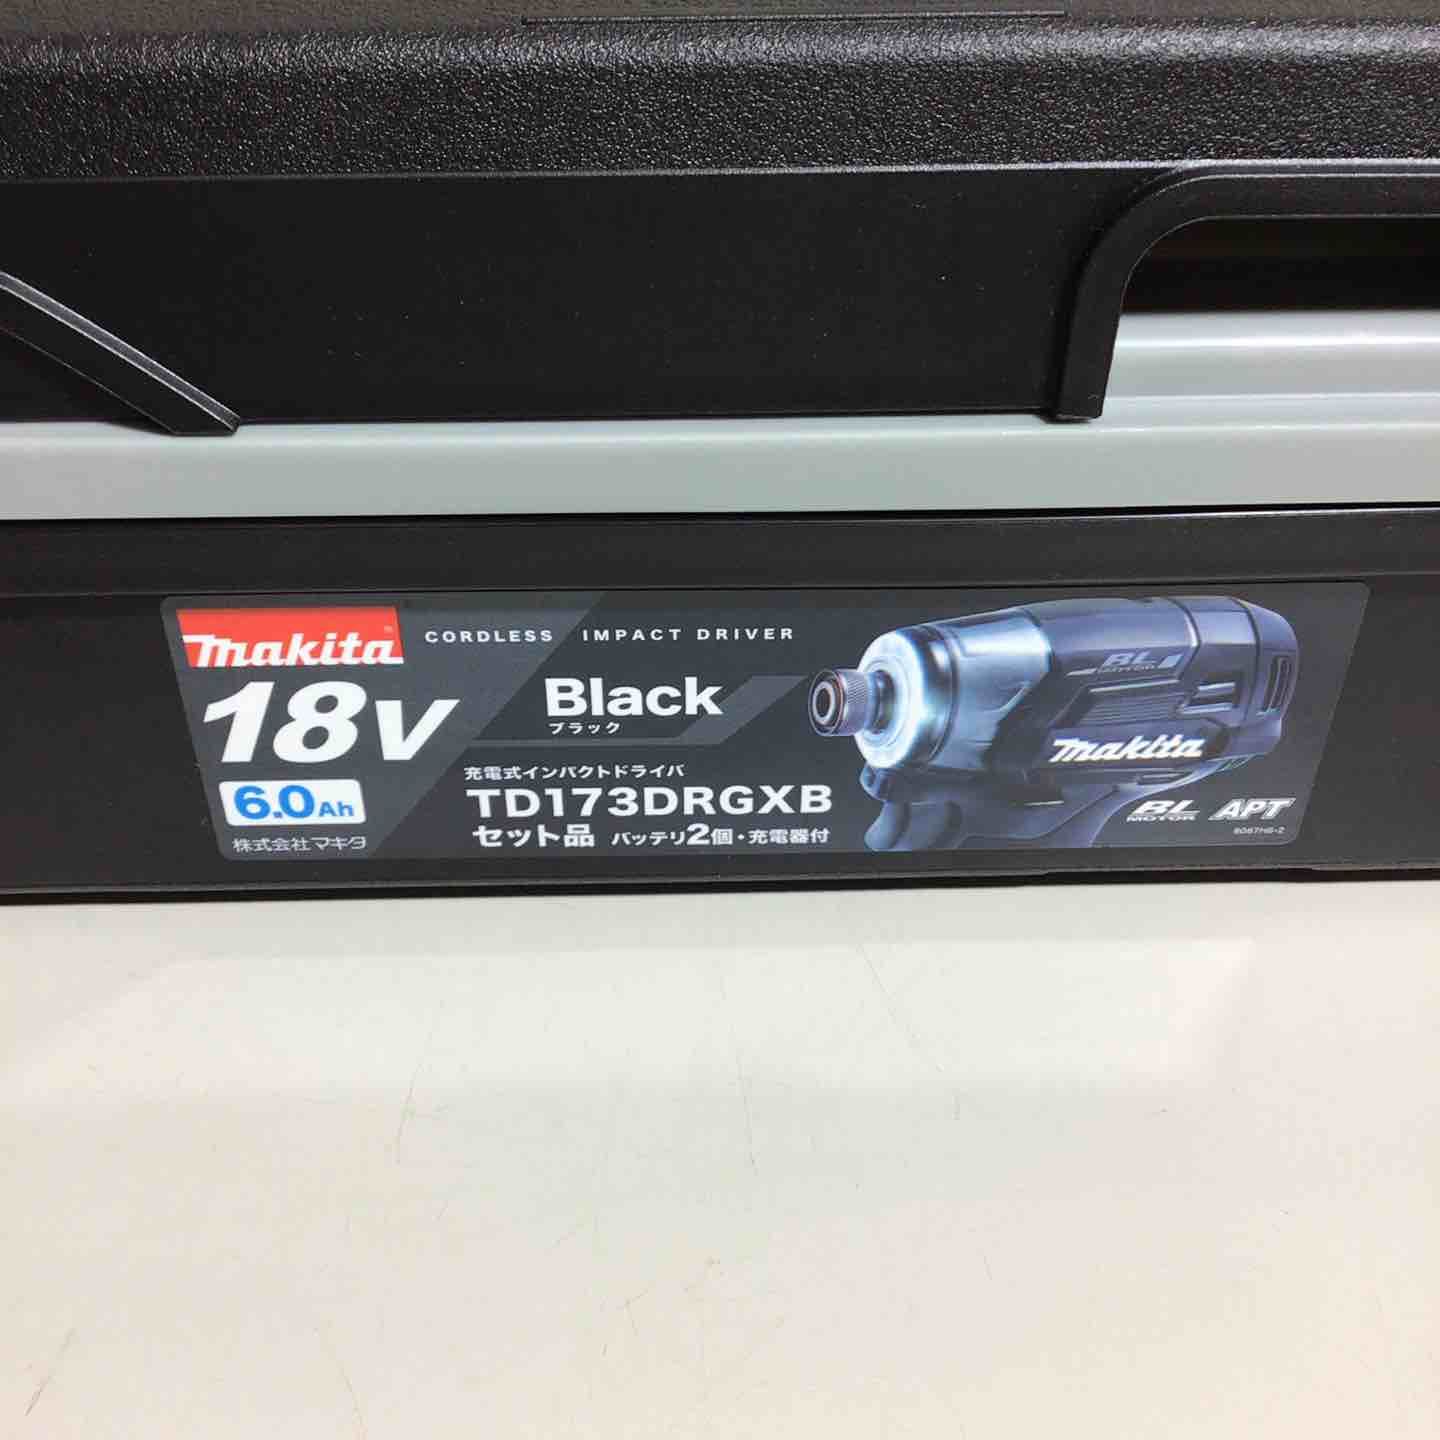 makita®
CORDLESS IMPACT DRIVER
18V
Black
ブラック
6.0Ah
充電式インパクトドライバ
TD173DRGXB
セット品 バッテリ2個・充電器付
株式会社マキタ
BL
MOTOR
makita
BL
MOTOR
APT